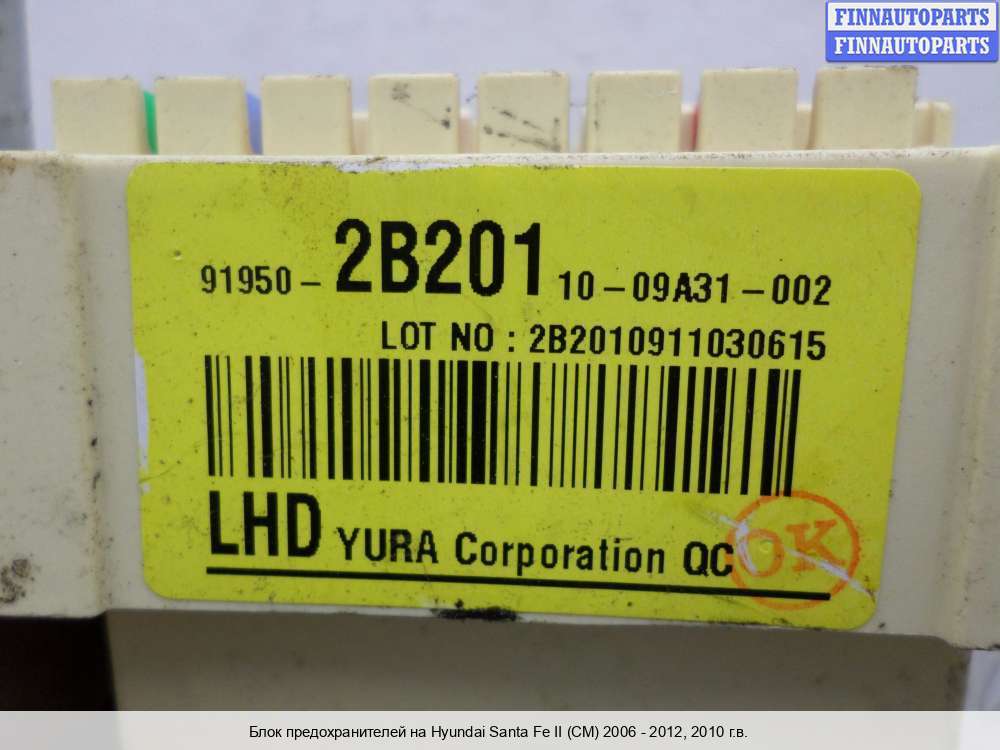 FINNAUTOPARTS
FINNAUTOPARTS
91950 - 2B201 10 - 09A31 - 002
LOT NO : 2B2010911030615
LHD YURA Corporation QC OK
Блок предохранителей на Hyundai Santa Fe II (CM) 2006 - 2012, 2010 г.в.